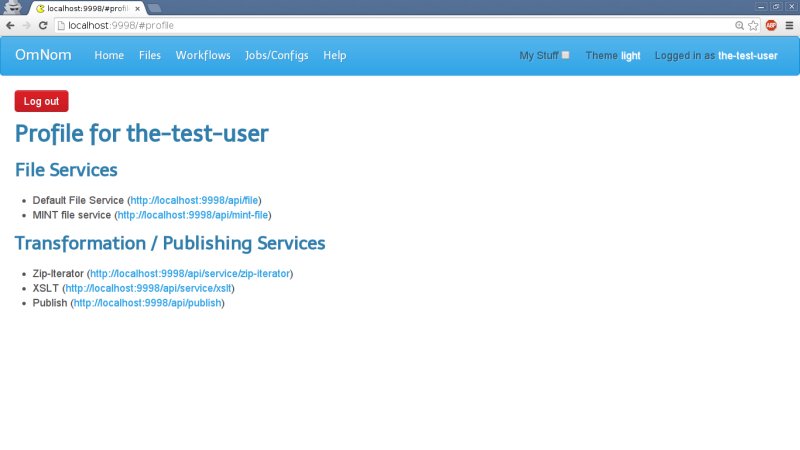 localhost:9998/#profil
localhost:9998/#profile
ABP
OmNom Home Files Workflows Jobs/Configs Help My Stuff Theme light Logged in as the-test-user
Log out
Profile for the-test-user
File Services
• Default File Service (http://localhost:9998/api/file)
• MINT file service (http://localhost:9998/api/mint-file)
Transformation / Publishing Services
• Zip-Iterator (http://localhost:9998/api/service/zip-iterator)
• XSLT (http://localhost:9998/api/service/xslt)
• Publish (http://localhost:9998/api/publish)